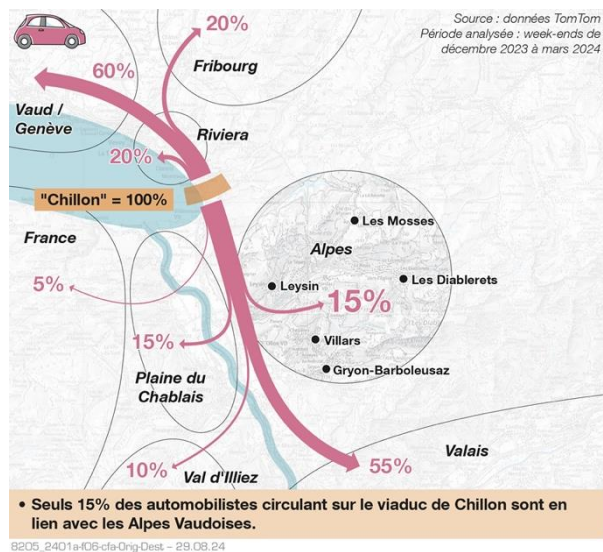 Source : données TomTom
Période analysée : week-ends de
décembre 2023 à mars 2024
20%
Fribourg
60%
Vaud /
Genève
Riviera
20%
"Chillon" = 100%
France
Les Mosses
Alpes
Leysin
Les Diablerets
5%
15%
15%
Villars
Plaine du
Chablais
Gryon-Barboleusaz
10%
Val d'Illiez
55%
Valais
• Seuls 15% des automobilistes circulant sur le viaduc de Chillon sont en
lien avec les Alpes Vaudoises.
8205_2401a-f06-cfa-Orig-Dest – 29.08.24